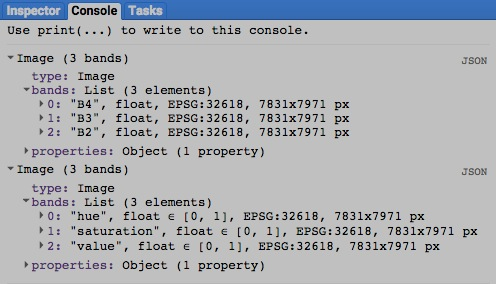 Inspector Console Tasks
Use print(...) to write to this console.
Image (3 bands) JSON
type: Image
bands: List (3 elements)
0: "B4", float, EPSG:32618, 7831x7971 px
1: "B3", float, EPSG:32618, 7831x7971 px
2: "B2", float, EPSG:32618, 7831x7971 px
properties: Object (1 property)
Image (3 bands) JSON
type: Image
bands: List (3 elements)
0: "hue", float ∈ [0, 1], EPSG:32618, 7831x7971 px
1: "saturation", float ∈ [0, 1], EPSG:32618, 7831x7971 px
2: "value", float ∈ [0, 1], EPSG:32618, 7831x7971 px
properties: Object (1 property)